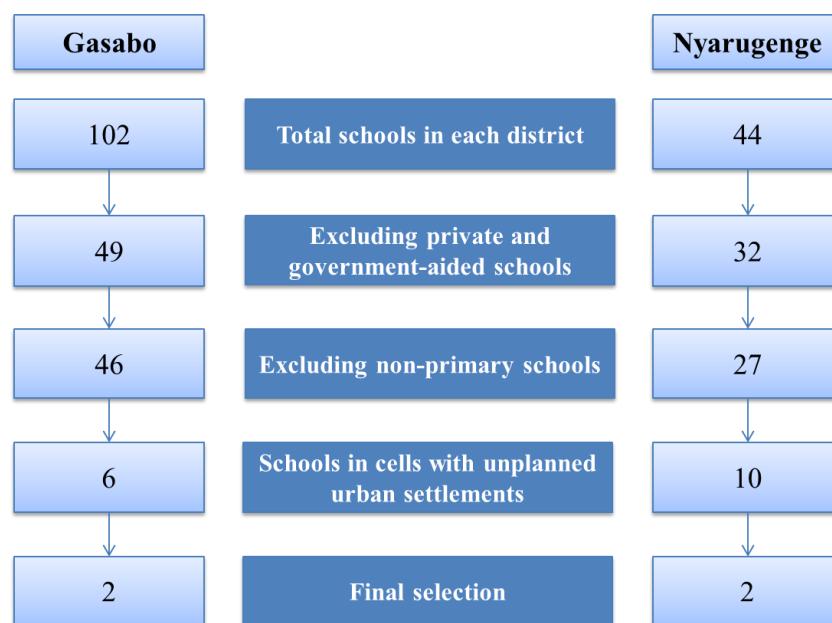 Gasabo
Nyarugenge
102
Total schools in each district
44
49
Excluding private and
government-aided schools
32
46
Excluding non-primary schools
27
6
Schools in cells with unplanned
urban settlements
10
2
Final selection
2